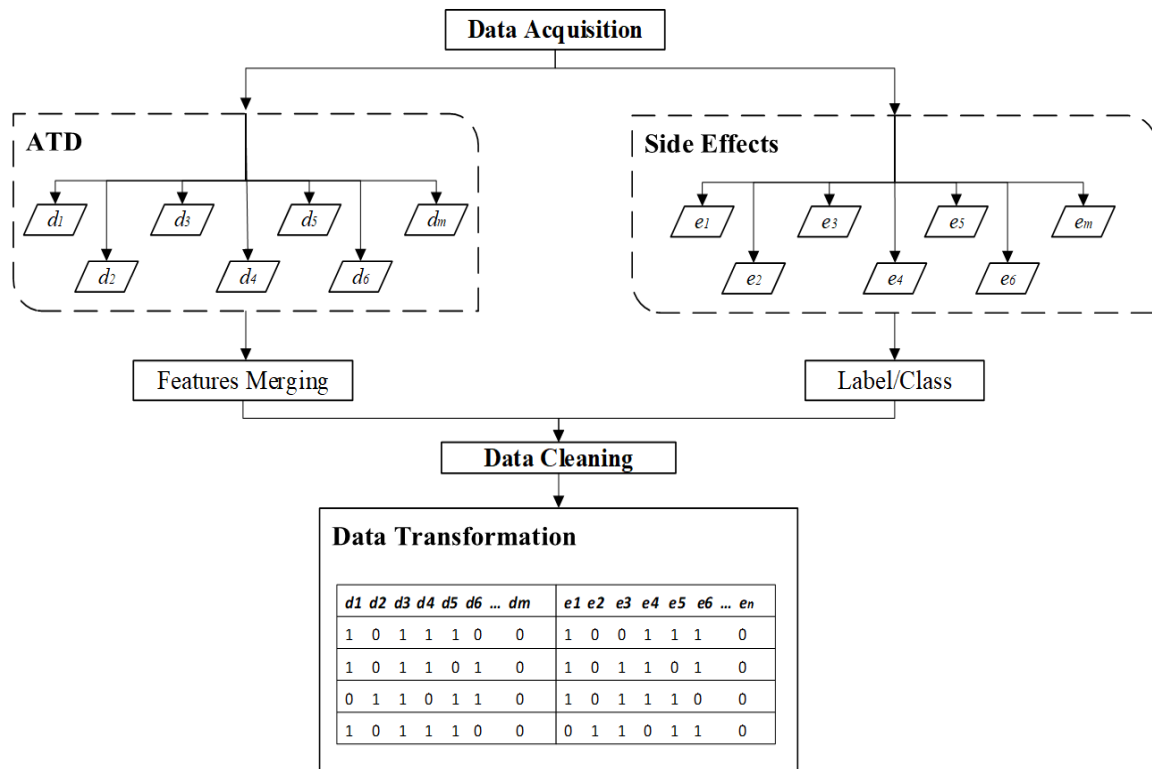 Data Acquisition
ATD
d1 d3 d5 dm
d2 d4 d6
Side Effects
e1 e3 e5 em
e2 e4 e6
Features Merging
Label/Class
Data Cleaning
Data Transformation
d1 d2 d3 d4 d5 d6 ... dm e1 e2 e3 e4 e5 e6 ... en
1 0 1 1 1 0 0 1 0 0 1 1 1 0
1 0 1 1 0 1 0 1 0 1 1 0 1 0
0 1 1 0 1 1 0 1 0 1 1 1 0 0
1 0 1 1 1 0 0 0 1 1 0 1 1 0